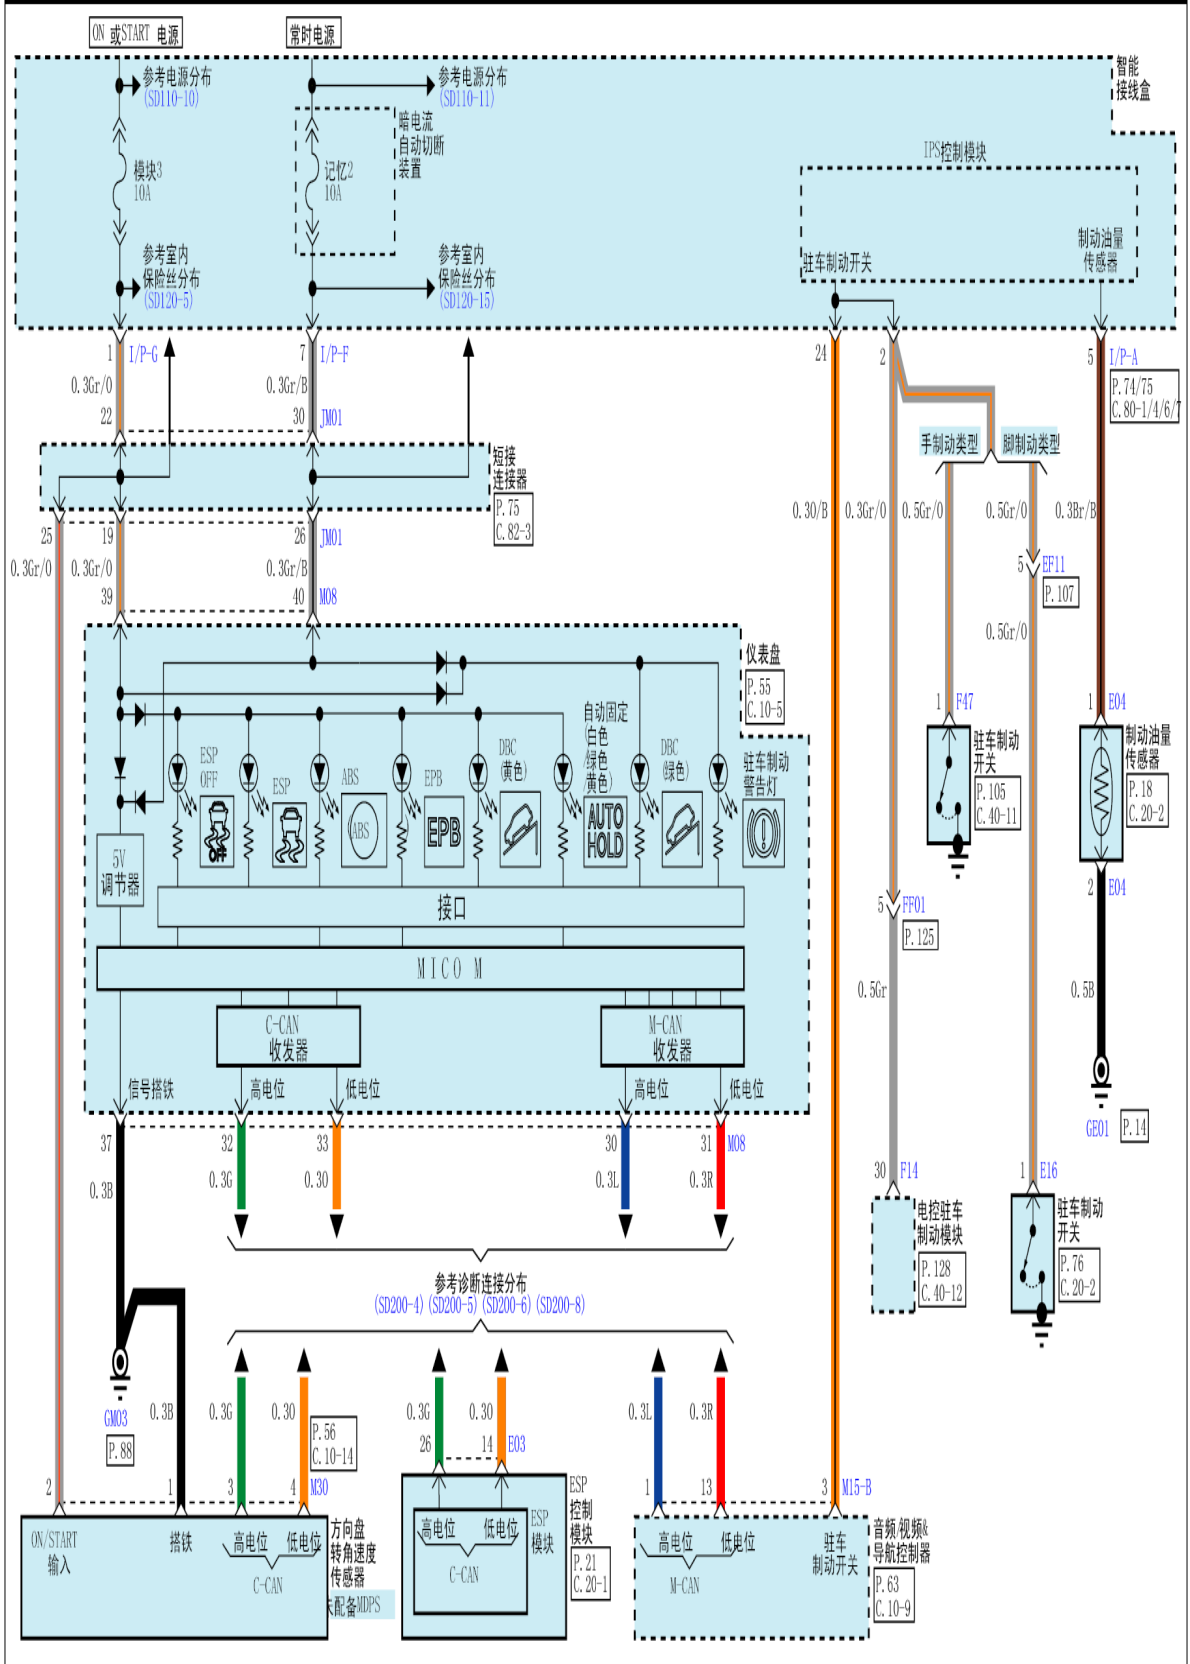 ON 或START 电源
常时电源
参考电源分布
(SD110-10)
参考电源分布
(SD110-11)
智能
接线盒
暗电流
自动切断
装置
模块3
10A
记忆2
10A
IPS控制模块
驻车制动开关
制动油量
传感器
参考室内
保险丝分布
(SD120-5)
参考室内
保险丝分布
(SD120-15)
1 I/P-G
7 I/P-F
24
2
5 I/P-A
P.74/75
C.80-1/4/6/7
0.3Gr/O
0.3Gr/B
22
30 JM01
手制动类型
脚制动类型
短接
连接器
P.75
C.82-3
25
19
26 JM01
0.3Gr/O
0.3Gr/O
0.3Gr/B
0.3O/B
0.3Gr/O
0.5Gr/O
0.5Gr/O
0.3Br/B
39
40 M08
5 EF11
P.107
0.5Gr/O
仪表盘
P.55
C.10-5
1 F47
1 E04
ESP
OFF
ESP
ABS
EPB
DBC
(黄色)
自动固定
(白色
/绿色
/黄色)
DBC
(绿色)
驻车制动
警告灯
OFF
ABS
EPB
AUTO
HOLD
驻车制动
开关
P.105
C.40-11
制动油量
传感器
P.18
C.20-2
5V
调节器
接口
2 E04
5 FF01
P.125
MICO M
0.5Gr
0.5B
C-CAN
收发器
M-CAN
收发器
信号搭铁
高电位
低电位
高电位
低电位
GE01
P.14
37
32
33
30
31 M08
0.3B
0.3G
0.3O
0.3L
0.3R
30 F14
1 E16
电控驻车
制动模块
P.128
C.40-12
驻车制动
开关
P.76
C.20-2
参考诊断连接分布
(SD200-4)(SD200-5)(SD200-6)(SD200-8)
GM03
P.88
0.3B
0.3G
0.3O
P.56
C.10-14
0.3G
0.3O
0.3L
0.3R
26
14 E03
2
1
3
4 M30
1
13
3 M15-B
ON/START
输入
搭铁
高电位
低电位
C-CAN
方向盘
转角速度
传感器
配备MDPS
高电位
低电位
C-CAN
ESP
模块
ESP
控制
模块
P.21
C.20-1
高电位
低电位
M-CAN
驻车
制动开关
音频/视频&
导航控制器
P.63
C.10-9